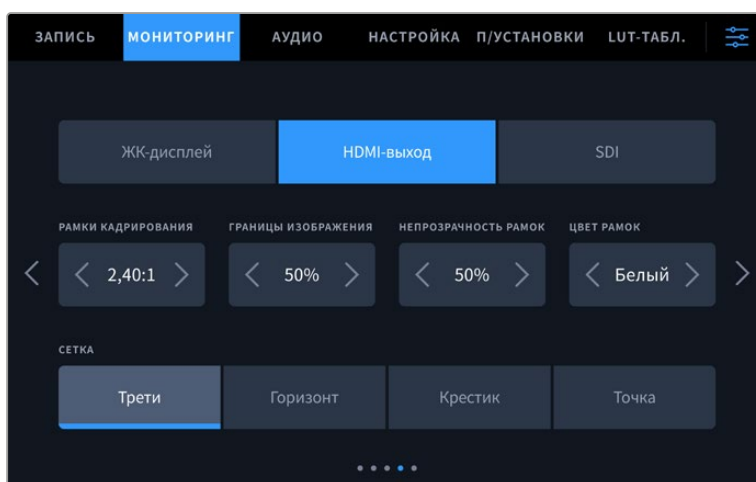 ЗАПИСЬ МОНИТОРИНГ АУДИО НАСТРОЙКА П/УСТАНОВКИ LUT-ТАБЛ.
ЖК-дисплей HDMI-выход SDI
РАМКИ КАДРИРОВАНИЯ ГРАНИЦЫ ИЗОБРАЖЕНИЯ НЕПРОЗРАЧНОСТЬ РАМОК ЦВЕТ РАМОК
2,40:1 50% 50% Белый
СЕТКА
Трети Горизонт Крестик Точка